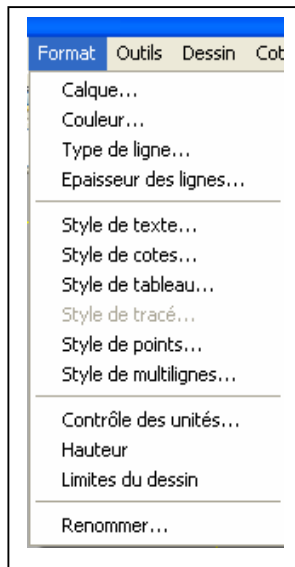 Format Outils Dessin Cot
Calque...
Couleur...
Type de ligne...
Epaisseur des lignes...
Style de texte...
Style de cotes...
Style de tableau...
Style de tracé...
Style de points...
Style de multilignes...
Contrôle des unités...
Hauteur
Limites du dessin
Renommer...